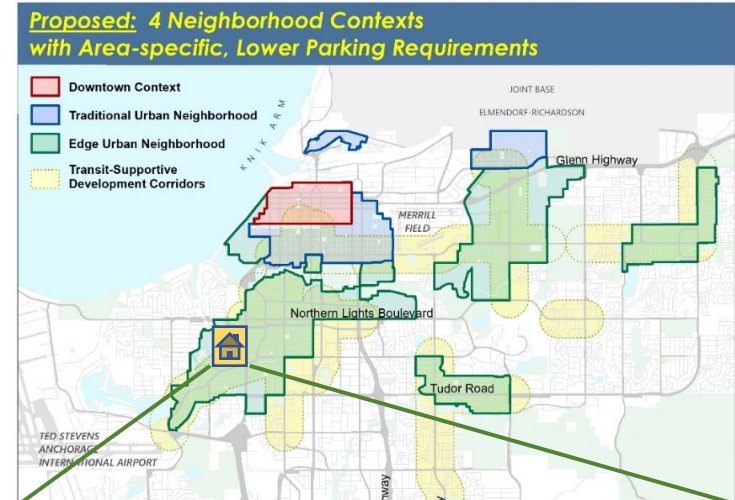 Proposed: 4 Neighborhood Contexts
with Area-specific, Lower Parking Requirements
Downtown Context
Traditional Urban Neighborhood
Edge Urban Neighborhood
Transit-Supportive
Development Corridors
KNIK ARM
JOINT BASE
ELMENDORF-RICHARDSON
Glenn Highway
MERRILL
FIELD
Northern Lights Boulevard
Tudor Road
TED STEVENS
ANCHORAGE
INTERNATIONAL AIRPORT